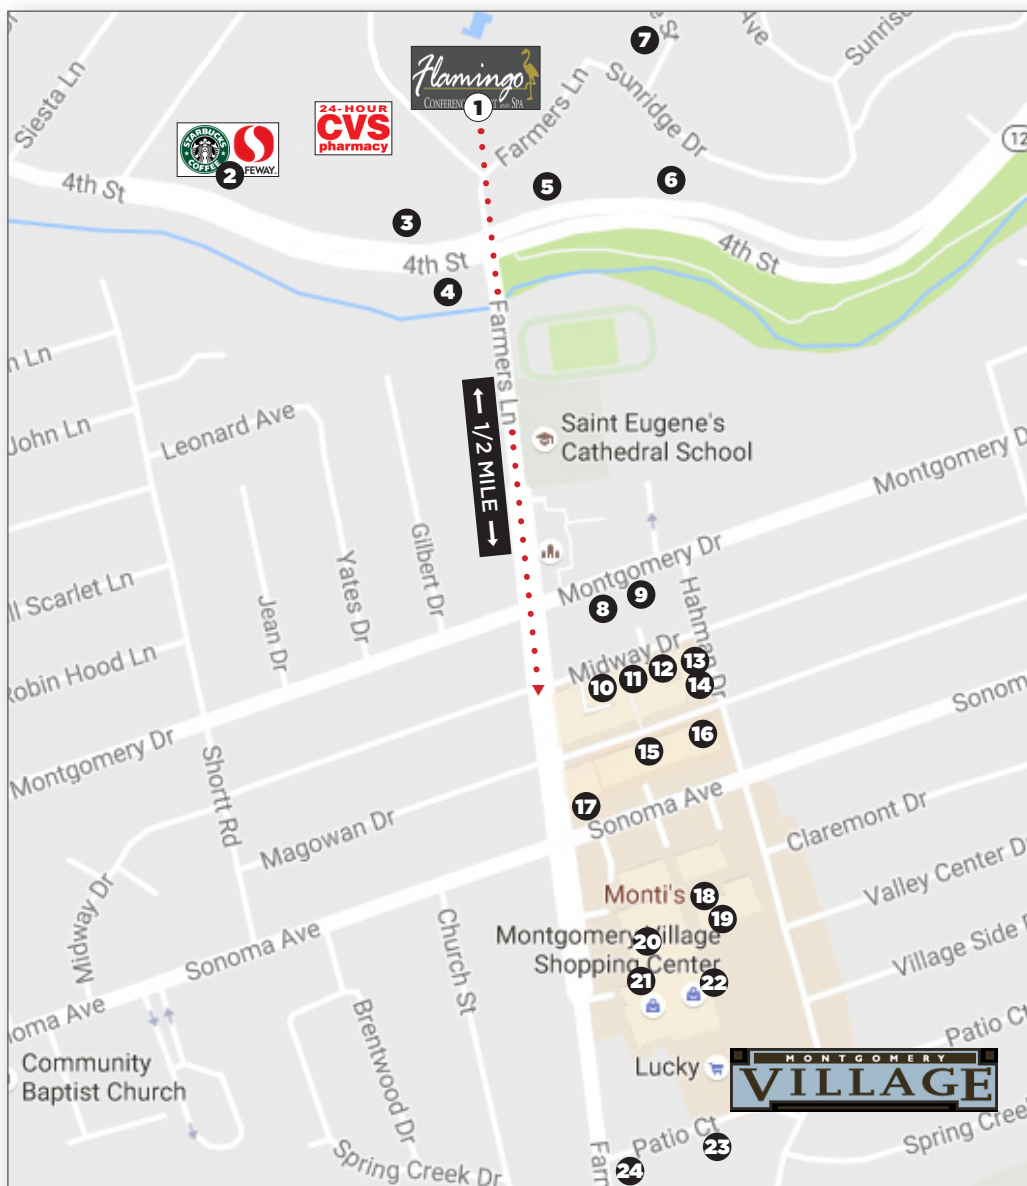 7
Ave
Sunrise
Siesta Ln
Flamingo
CONFERENCE
AND SPA
1
Farmers Ln
Sunridge Dr
24-HOUR
CVS
pharmacy
STARBUCKS
COFFEE
2
4th St
12
5
6
3
4th St
4th St
4
Farmers Ln
← 1/2 MILE →
Saint Eugene's
Cathedral School
John Ln
Leonard Ave
Gilbert Dr
Yates Dr
Jean Dr
Scarlet Ln
Robin Hood Ln
Montgomery D
Montgomery Dr
8
9
Hahman Dr
Midway Dr
10
11
12
13
14
Montgomery Dr
Shortt Rd
Sonom
15
16
17
Sonoma Ave
Magowan Dr
Claremont Dr
Valley Center D
Midway Dr
Sonoma Ave
Church St
Monti's
18
19
Montgomery Village
20
Shopping Center
21
22
Village Side
noma Ave
Brentwood Dr
Patio Ct
Community
Baptist Church
Lucky
MONTGOMERY
VILLAGE
Patio Ct
23
Spring Creek
Spring Creek Dr
Farn
24